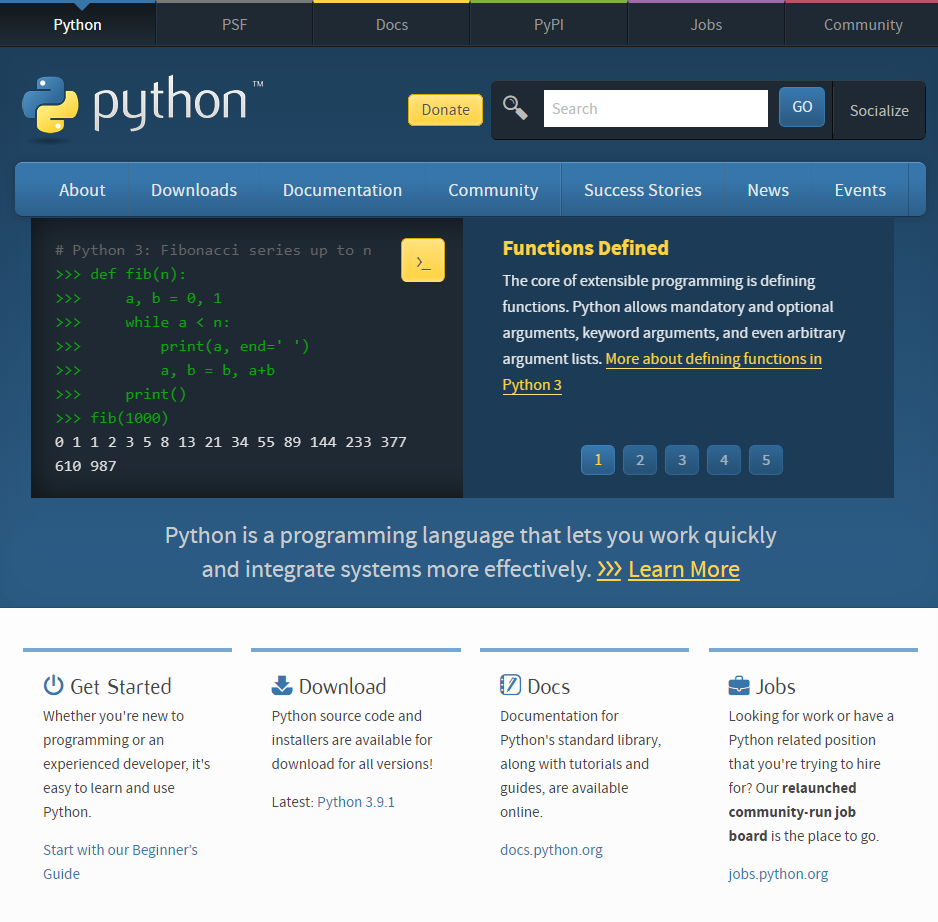 Python PSF Docs PyPI Jobs Community
python™
Donate Search GO Socialize
About Downloads Documentation Community Success Stories News Events
# Python 3: Fibonacci series up to n
>>> def fib(n):
>>>     a, b = 0, 1
>>>     while a < n:
>>>         print(a, end=' ')
>>>         a, b = b, a+b
>>>     print()
>>> fib(1000)
0 1 1 2 3 5 8 13 21 34 55 89 144 233 377
610 987
>_
Functions Defined
The core of extensible programming is defining
functions. Python allows mandatory and optional
arguments, keyword arguments, and even arbitrary
argument lists. More about defining functions in
Python 3
1 2 3 4 5
Python is a programming language that lets you work quickly
and integrate systems more effectively. >>> Learn More
Get Started
Whether you're new to
programming or an
experienced developer, it's
easy to learn and use
Python.
Start with our Beginner's
Guide
Download
Python source code and
installers are available for
download for all versions!
Latest: Python 3.9.1
Docs
Documentation for
Python's standard library,
along with tutorials and
guides, are available
online.
docs.python.org
Jobs
Looking for work or have a
Python related position
that you're trying to hire
for? Our relaunched
community-run job
board is the place to go.
jobs.python.org